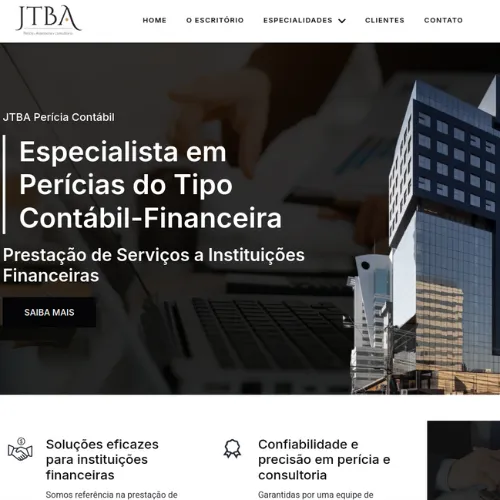 JTBA
HOME
O ESCRITÓRIO
ESPECIALIDADES
CLIENTES
CONTATO
JTBA Perícia Contábil
Especialista em
Perícias do Tipo
Contábil-Financeira
Prestação de Serviços a Instituições
Financeiras
SAIBA MAIS
Soluções eficazes
para instituições
financeiras
Somos referência na prestação de
Confiabilidade e
precisão em perícia e
consultoria
Garantidas por uma equipe de